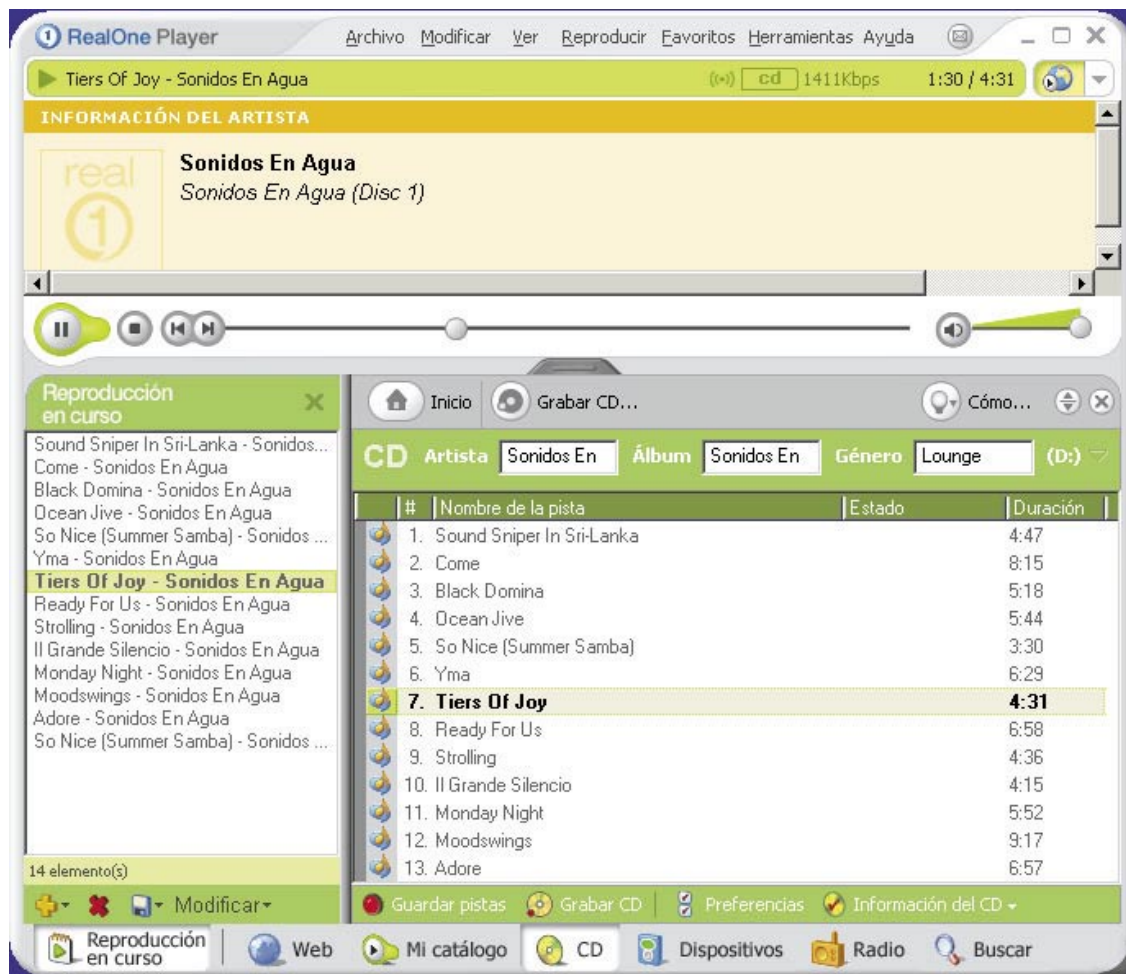 RealOne Player
Archivo Modificar Ver Reproducir Favoritos Herramientas Ayuda
Tiers Of Joy - Sonidos En Agua
cd 1411Kbps 1:30 / 4:31
INFORMACIÓN DEL ARTISTA
real
1
Sonidos En Agua
Sonidos En Agua (Disc 1)
Reproducción
en curso
Sound Sniper In Sri-Lanka - Sonidos...
Come - Sonidos En Agua
Black Domina - Sonidos En Agua
Ocean Jive - Sonidos En Agua
So Nice (Summer Samba) - Sonidos ...
Yma - Sonidos En Agua
Tiers Of Joy - Sonidos En Agua
Ready For Us - Sonidos En Agua
Strolling - Sonidos En Agua
Il Grande Silencio - Sonidos En Agua
Monday Night - Sonidos En Agua
Moodswings - Sonidos En Agua
Adore - Sonidos En Agua
So Nice (Summer Samba) - Sonidos ...
14 elemento(s)
Modificar
Inicio Grabar CD... Cómo...
CD Artista Sonidos En Álbum Sonidos En Género Lounge (D:)
# Nombre de la pista Estado Duración
1. Sound Sniper In Sri-Lanka 4:47
2. Come 8:15
3. Black Domina 5:18
4. Ocean Jive 5:44
5. So Nice (Summer Samba) 3:30
6. Yma 6:29
7. Tiers Of Joy 4:31
8. Ready For Us 6:58
9. Strolling 4:36
10. Il Grande Silencio 4:15
11. Monday Night 5:52
12. Moodswings 9:17
13. Adore 6:57
Guardar pistas Grabar CD Preferencias Información del CD
Reproducción
en curso
Web Mi catálogo CD Dispositivos Radio Buscar